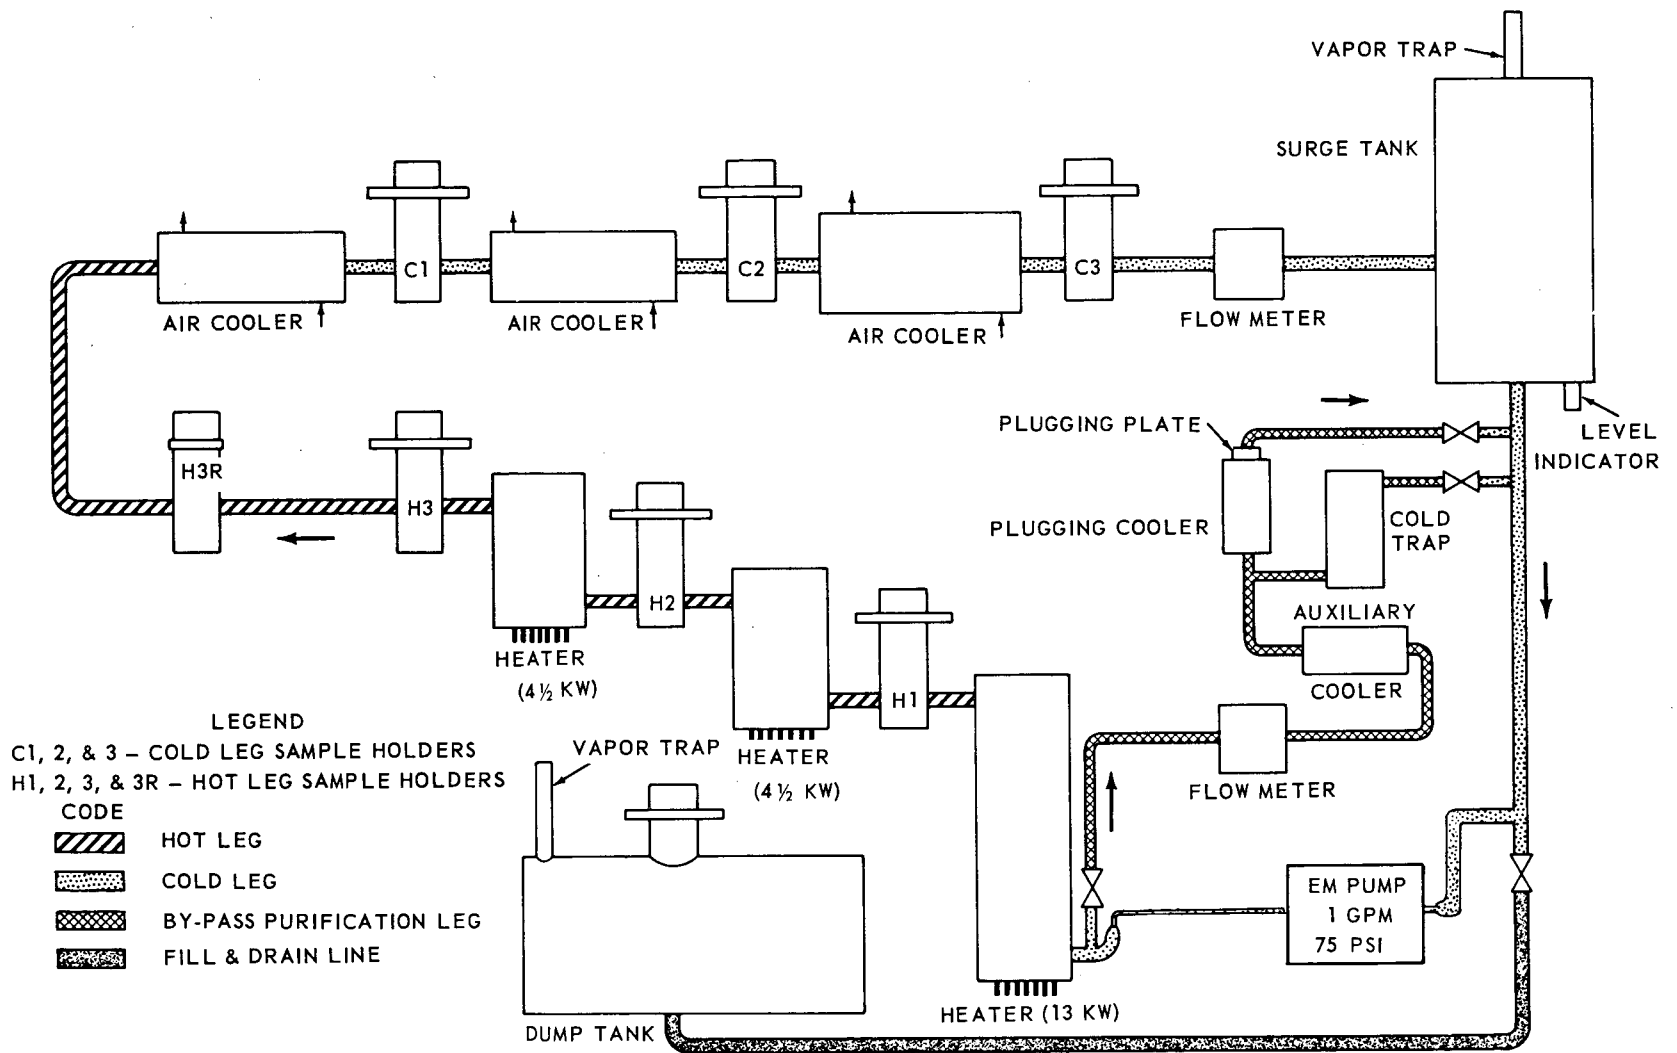 VAPOR TRAP
SURGE TANK
C1
C2
C3
AIR COOLER
AIR COOLER
AIR COOLER
FLOW METER
LEVEL
INDICATOR
PLUGGING PLATE
PLUGGING COOLER
COLD
TRAP
H3R
H3
H2
H1
HEATER
(4 ½ KW)
HEATER
(4 ½ KW)
AUXILIARY
COOLER
FLOW METER
LEGEND
C1, 2, & 3 – COLD LEG SAMPLE HOLDERS
H1, 2, 3, & 3R – HOT LEG SAMPLE HOLDERS
CODE
HOT LEG
COLD LEG
BY-PASS PURIFICATION LEG
FILL & DRAIN LINE
VAPOR TRAP
DUMP TANK
HEATER (13 KW)
EM PUMP
1 GPM
75 PSI